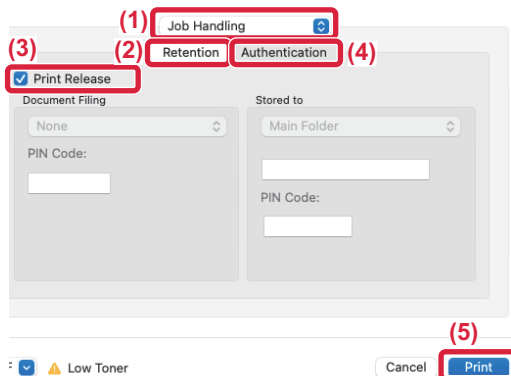 (1) Job Handling
(3) (2) Retention Authentication (4)
Print Release
Document Filing Stored to
None Main Folder
PIN Code:
PIN Code:
(5)
Low Toner Cancel Print